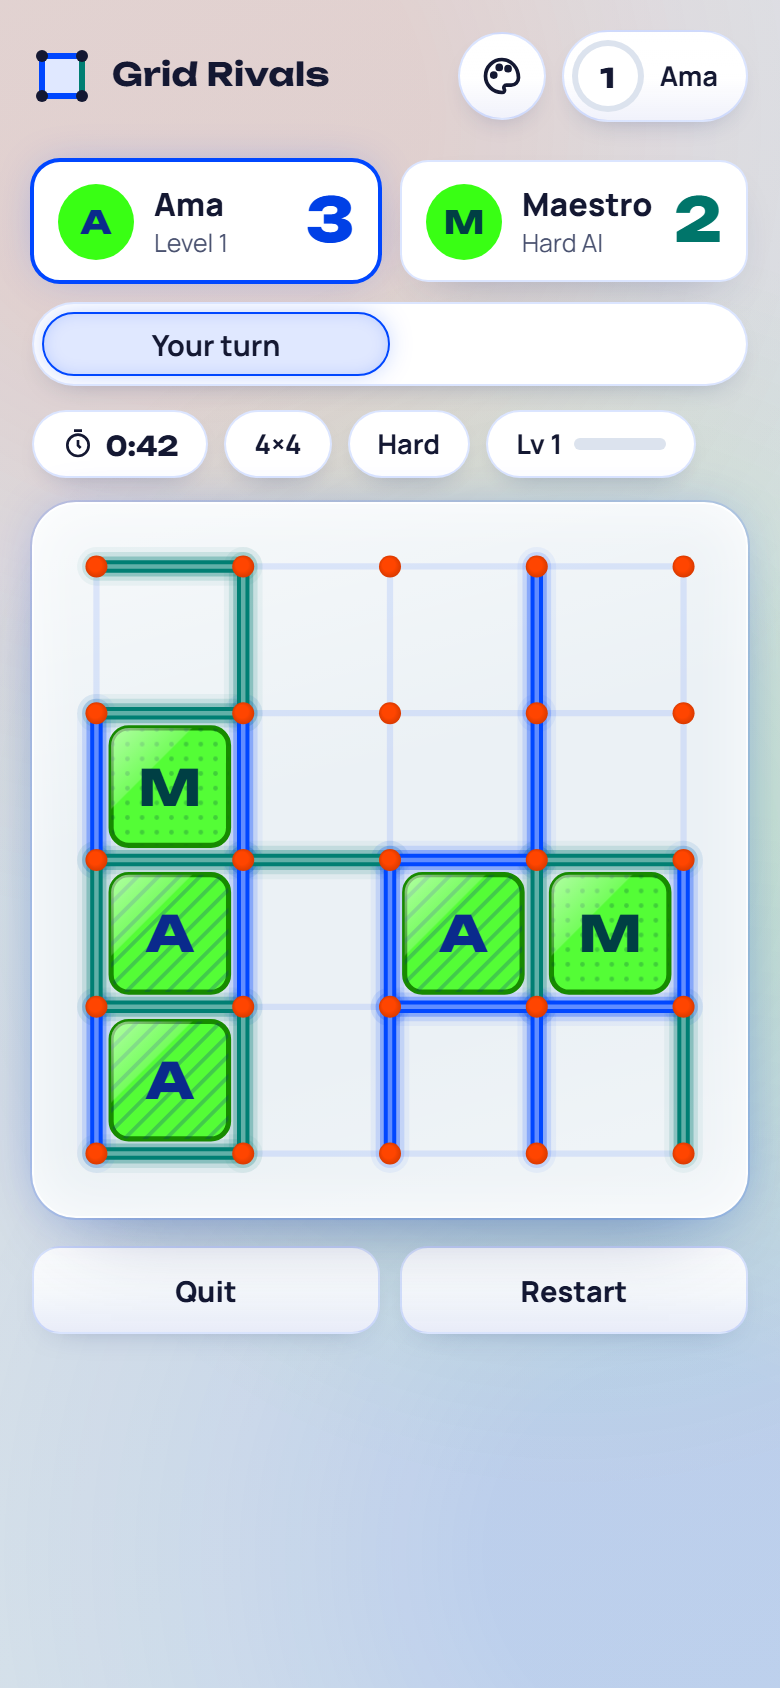 Grid Rivals
1 Ama
A Ama 3
Level 1
M Maestro 2
Hard AI
Your turn
0:42 4×4 Hard Lv 1
M
A A M
A
Quit Restart